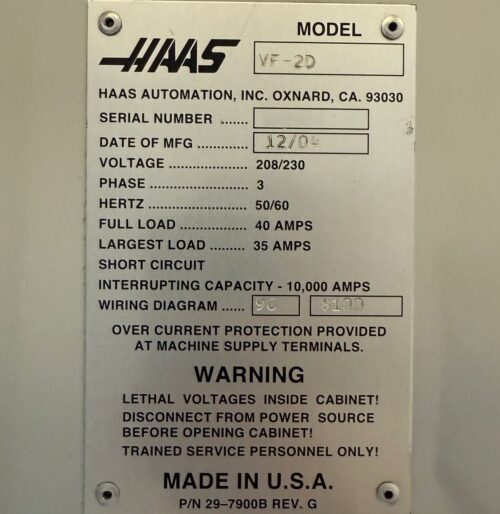 HAAS
MODEL
VF-2D
HAAS AUTOMATION, INC. OXNARD, CA. 93030
SERIAL NUMBER ......
DATE OF MFG .............. 12/04
VOLTAGE .................... 208/230
PHASE ......................... 3
HERTZ ......................... 50/60
FULL LOAD ................. 40 AMPS
LARGEST LOAD ......... 35 AMPS
SHORT CIRCUIT
INTERRUPTING CAPACITY - 10,000 AMPS
WIRING DIAGRAM ...... 96 8100
OVER CURRENT PROTECTION PROVIDED
AT MACHINE SUPPLY TERMINALS.
WARNING
LETHAL VOLTAGES INSIDE CABINET!
DISCONNECT FROM POWER SOURCE
BEFORE OPENING CABINET!
TRAINED SERVICE PERSONNEL ONLY!
MADE IN U.S.A.
P/N 29-7900B REV. G